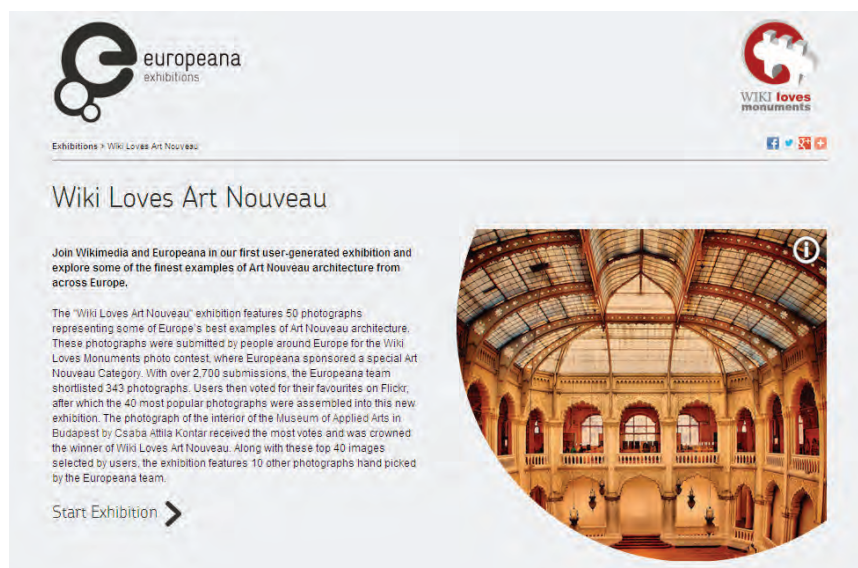 europeana
exhibitions
WIKI loves
monuments
Exhibitions > Wiki Loves Art Nouveau
Wiki Loves Art Nouveau
Join Wikimedia and Europeana in our first user-generated exhibition and
explore some of the finest examples of Art Nouveau architecture from
across Europe.
The "Wiki Loves Art Nouveau" exhibition features 50 photographs
representing some of Europe's best examples of Art Nouveau architecture.
These photographs were submitted by people around Europe for the Wiki
Loves Monuments photo contest, where Europeana sponsored a special Art
Nouveau Category. With over 2,700 submissions, the Europeana team
shortlisted 343 photographs. Users then voted for their favourites on Flickr,
after which the 40 most popular photographs were assembled into this new
exhibition. The photograph of the interior of the Museum of Applied Arts in
Budapest by Csaba Attila Kontar received the most votes and was crowned
the winner of Wiki Loves Art Nouveau. Along with these top 40 images
selected by users, the exhibition features 10 other photographs hand picked
by the Europeana team.
Start Exhibition